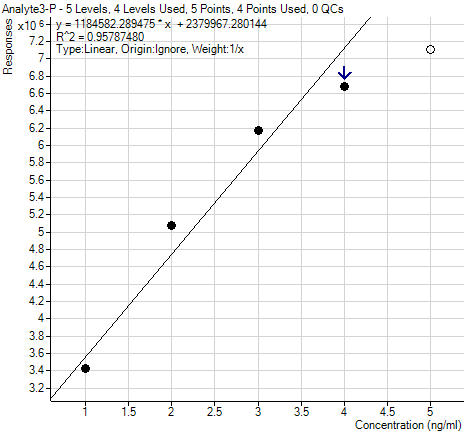 Analyte3-P - 5 Levels, 4 Levels Used, 5 Points, 4 Points Used, 0 QCs
Responses
x10⁶
y = 1184582.289475 * x + 2379967.280144
R^2 = 0.95787480
Type:Linear, Origin:Ignore, Weight:1/x
7.2
7
6.8
6.6
6.4
6.2
6
5.8
5.6
5.4
5.2
5
4.8
4.6
4.4
4.2
4
3.8
3.6
3.4
3.2
1 1.5 2 2.5 3 3.5 4 4.5 5
Concentration (ng/ml)